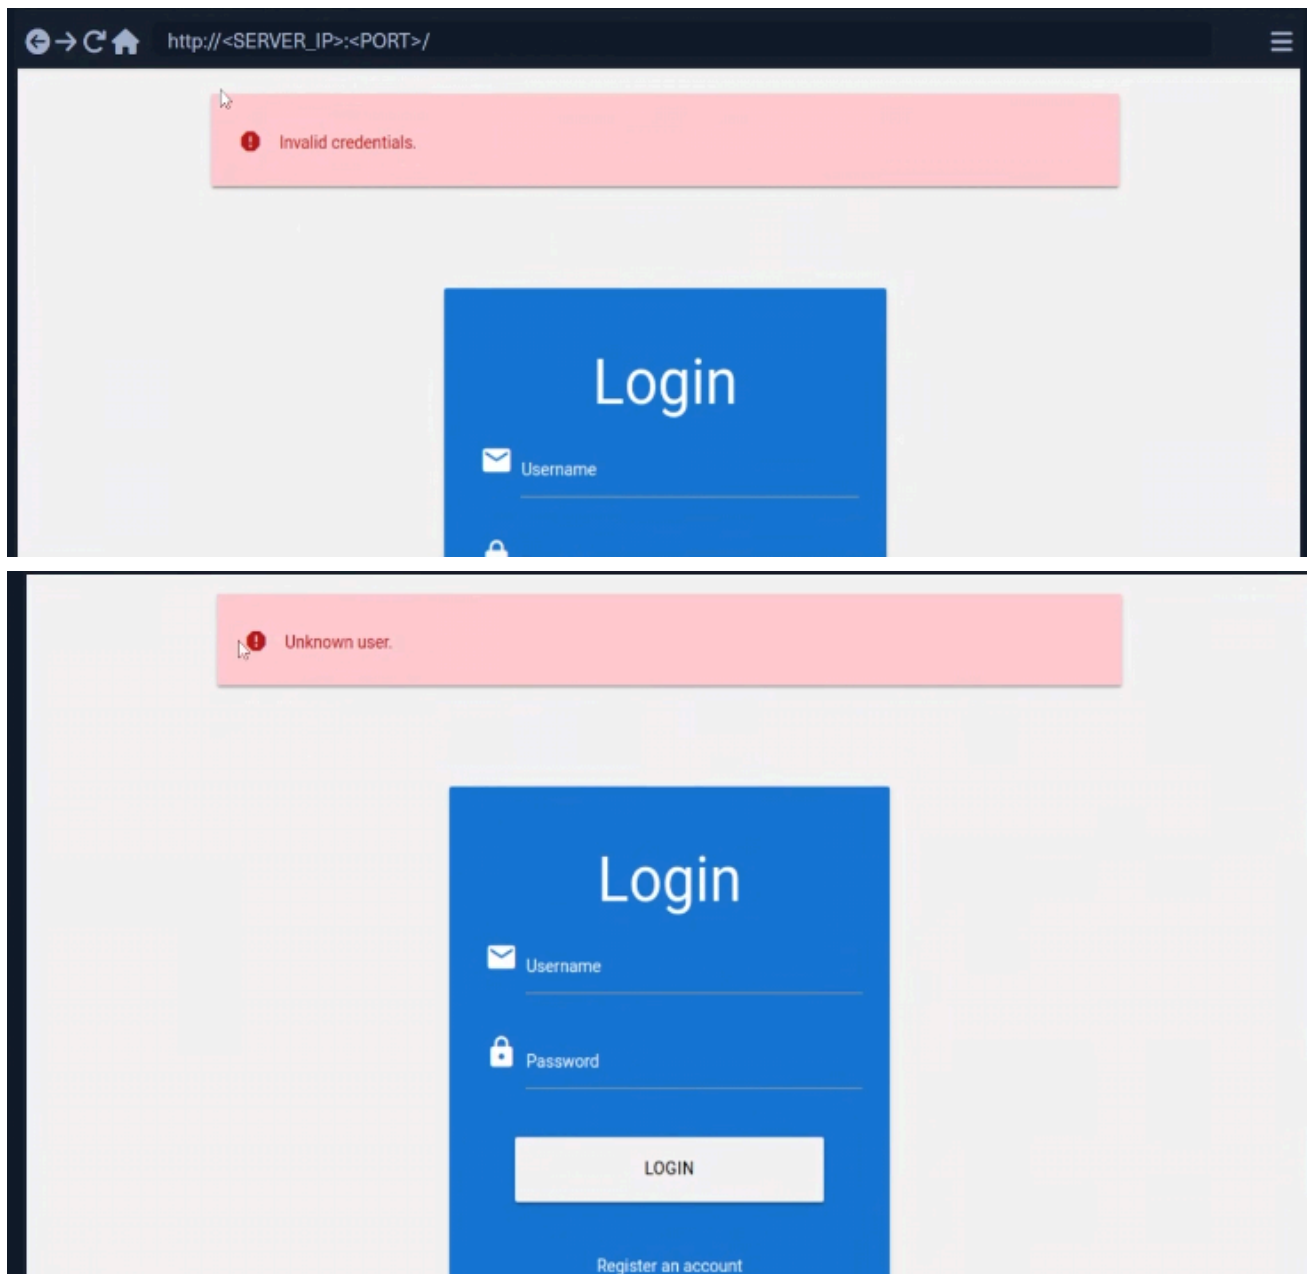 http://<SERVER_IP>:<PORT>/
Invalid credentials.
Login
Username
Unknown user.
Login
Username
Password
LOGIN
Register an account